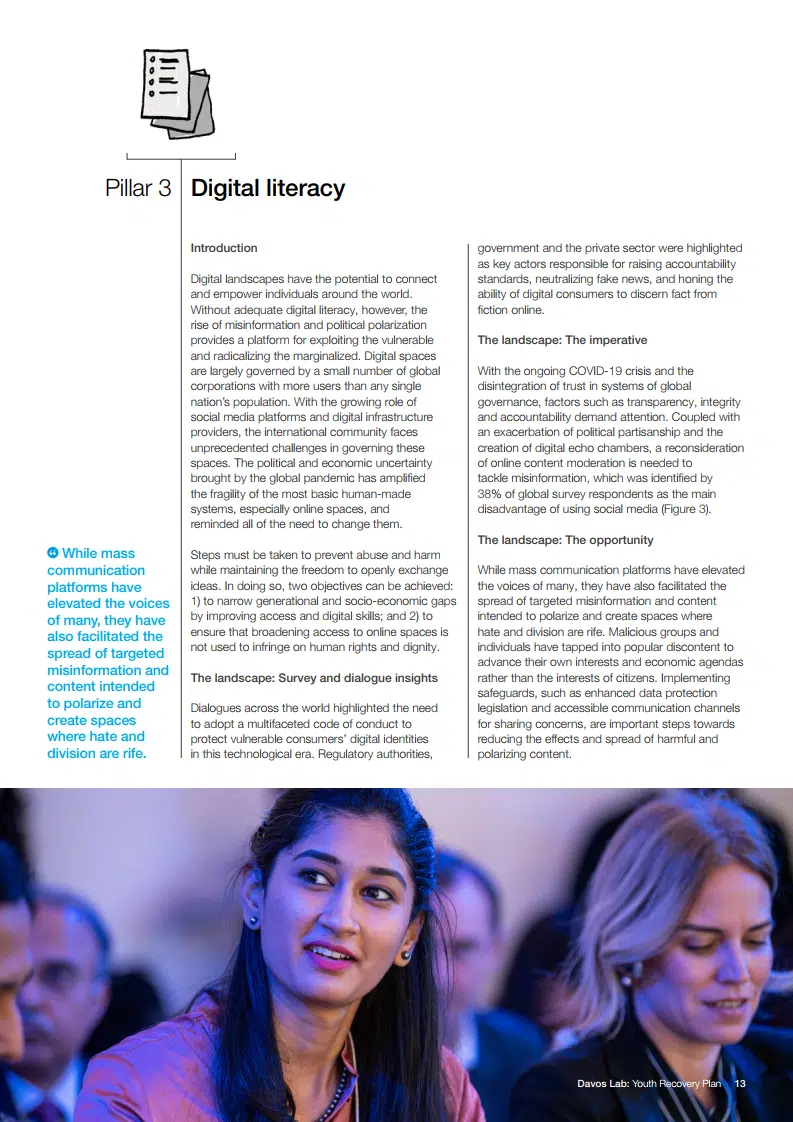 Pillar 3
Digital literacy
Introduction
Digital landscapes have the potential to connect
and empower individuals around the world.
Without adequate digital literacy, however, the
rise of misinformation and political polarization
provides a platform for exploiting the vulnerable
and radicalizing the marginalized. Digital spaces
are largely governed by a small number of global
corporations with more users than any single
nation’s population. With the growing role of
social media platforms and digital infrastructure
providers, the international community faces
unprecedented challenges in governing these
spaces. The political and economic uncertainty
brought by the global pandemic has amplified
the fragility of the most basic human-made
systems, especially online spaces, and
reminded all of the need to change them.
Steps must be taken to prevent abuse and harm
while maintaining the freedom to openly exchange
ideas. In doing so, two objectives can be achieved:
1) to narrow generational and socio-economic gaps
by improving access and digital skills; and 2) to
ensure that broadening access to online spaces is
not used to infringe on human rights and dignity.
The landscape: Survey and dialogue insights
Dialogues across the world highlighted the need
to adopt a multifaceted code of conduct to
protect vulnerable consumers’ digital identities
in this technological era. Regulatory authorities,
government and the private sector were highlighted
as key actors responsible for raising accountability
standards, neutralizing fake news, and honing the
ability of digital consumers to discern fact from
fiction online.
The landscape: The imperative
With the ongoing COVID-19 crisis and the
disintegration of trust in systems of global
governance, factors such as transparency, integrity
and accountability demand attention. Coupled with
an exacerbation of political partisanship and the
creation of digital echo chambers, a reconsideration
of online content moderation is needed to
tackle misinformation, which was identified by
38% of global survey respondents as the main
disadvantage of using social media (Figure 3).
The landscape: The opportunity
While mass communication platforms have elevated
the voices of many, they have also facilitated the
spread of targeted misinformation and content
intended to polarize and create spaces where
hate and division are rife. Malicious groups and
individuals have tapped into popular discontent to
advance their own interests and economic agendas
rather than the interests of citizens. Implementing
safeguards, such as enhanced data protection
legislation and accessible communication channels
for sharing concerns, are important steps towards
reducing the effects and spread of harmful and
polarizing content.
“ While mass
communication
platforms have
elevated the voices
of many, they have
also facilitated the
spread of targeted
misinformation and
content intended
to polarize and
create spaces
where hate and
division are rife.
Davos Lab: Youth Recovery Plan 13